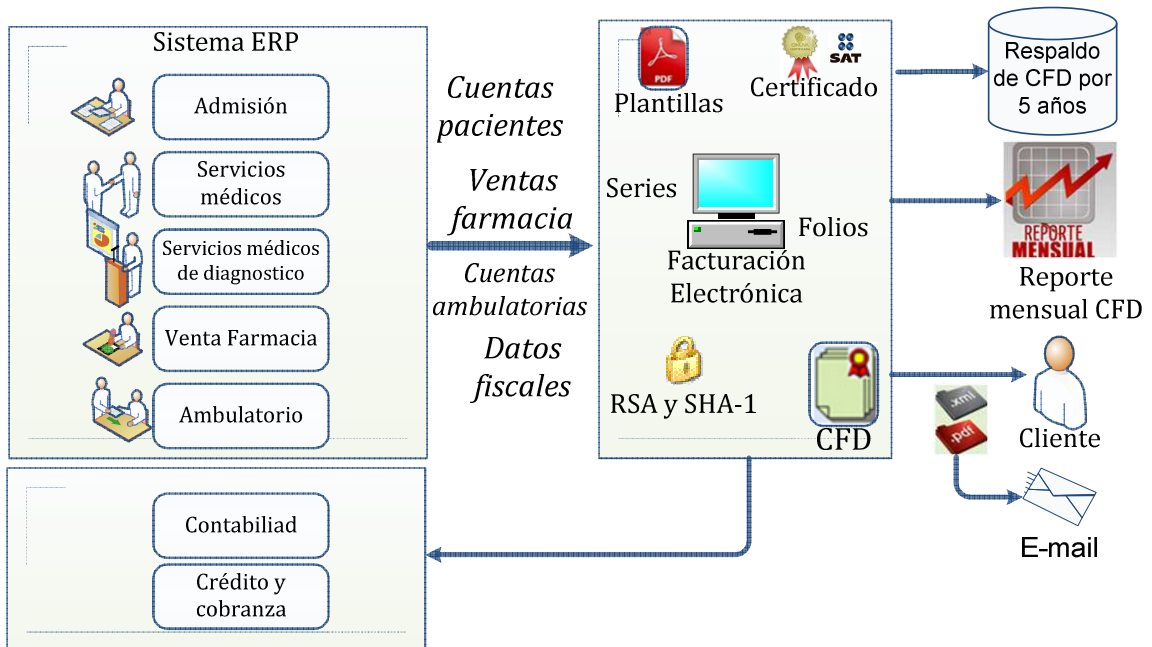 Sistema ERP
Admisión
Servicios
médicos
Servicios médicos
de diagnostico
Venta Farmacia
Ambulatorio
Contabiliad
Crédito y
cobranza
Cuentas
pacientes
Ventas
farmacia
Cuentas
ambulatorias
Datos
fiscales
PDF
Plantillas
SAT
Certificado
Series
Folios
Facturación
Electrónica
RSA y SHA-1
CFD
Respaldo
de CFD por
5 años
REPORTE
MENSUAL
Reporte
mensual CFD
.xml
.pdf
Cliente
E-mail